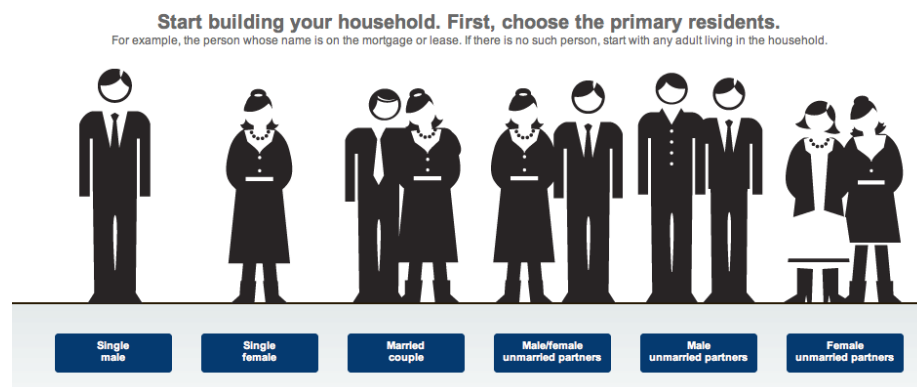 Start building your household. First, choose the primary residents.
For example, the person whose name is on the mortgage or lease. If there is no such person, start with any adult living in the household.
Single
male
Single
female
Married
couple
Male/female
unmarried partners
Male
unmarried partners
Female
unmarried partners